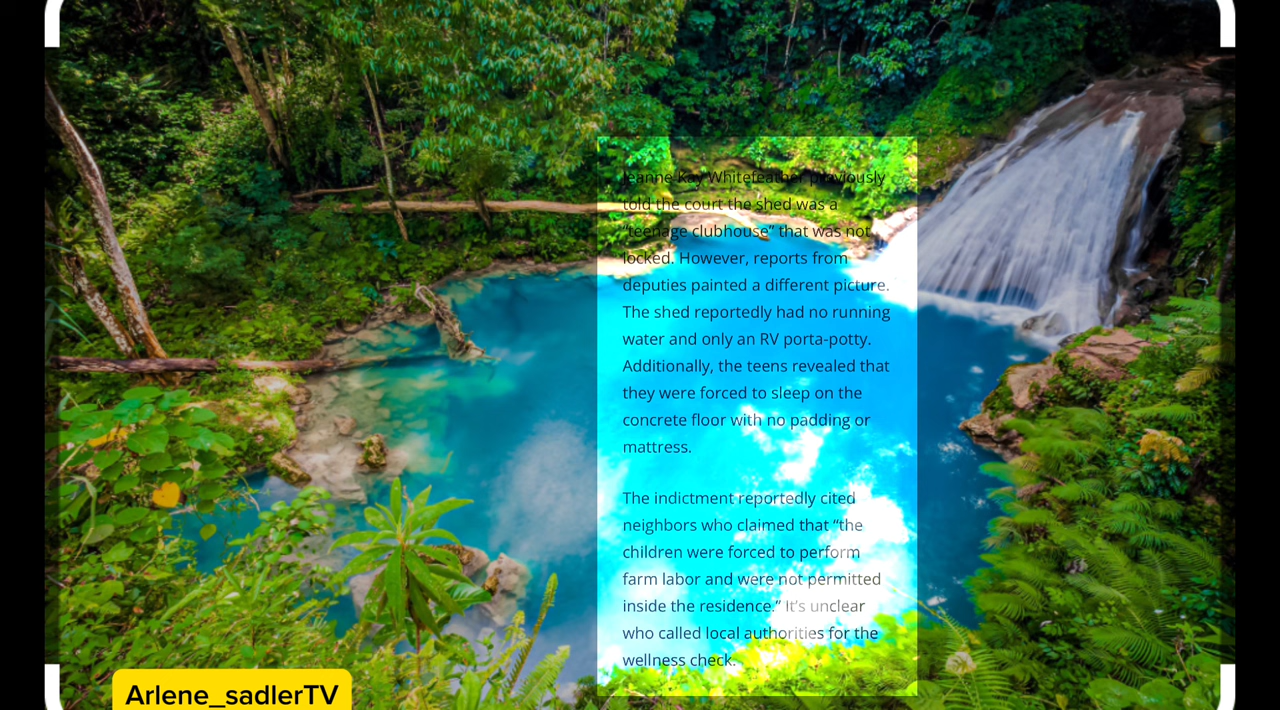 Jeanne Kay Whitefeather previously
told the court the shed was a
“teenage clubhouse” that was not
locked. However, reports from
deputies painted a different picture.
The shed reportedly had no running
water and only an RV porta-potty.
Additionally, the teens revealed that
they were forced to sleep on the
concrete floor with no padding or
mattress.
The indictment reportedly cited
neighbors who claimed that “the
children were forced to perform
farm labor and were not permitted
inside the residence.” It’s unclear
who called local authorities for the
wellness check.
Arlene_sadlerTV